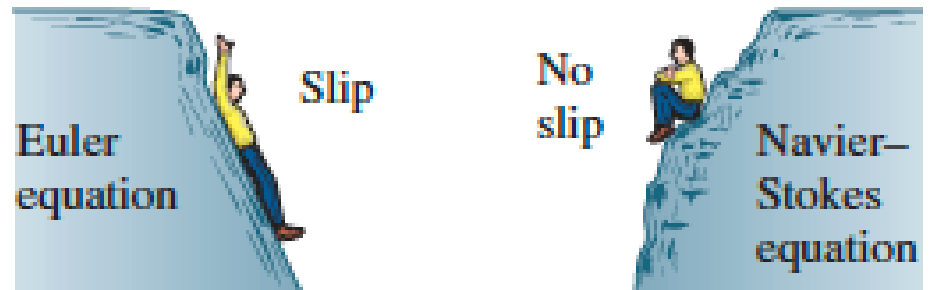 Euler
equation
Slip
No
slip
Navier–
Stokes
equation